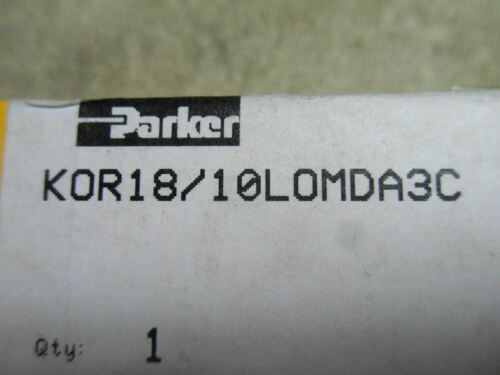 Parker
KOR18/10LOMDA3C
Qty: 1